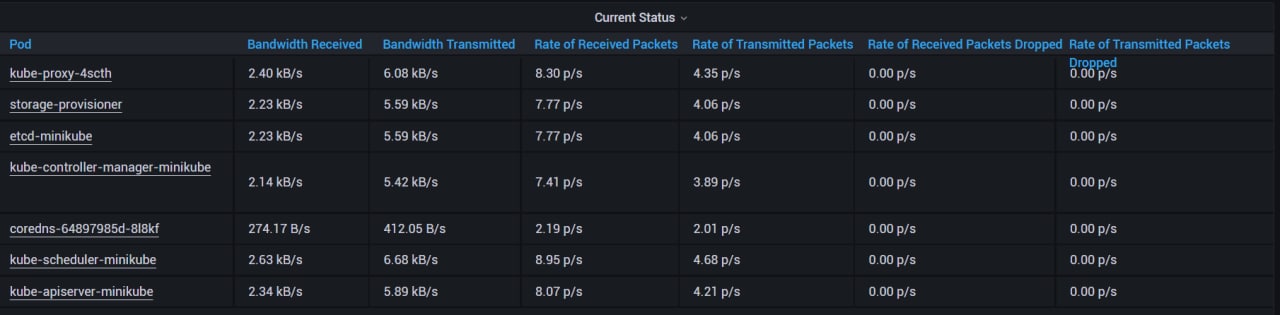 Current Status
Pod Bandwidth Received Bandwidth Transmitted Rate of Received Packets Rate of Transmitted Packets Rate of Received Packets Dropped Rate of Transmitted Packets Dropped
kube-proxy-4scth 2.40 kB/s 6.08 kB/s 8.30 p/s 4.35 p/s 0.00 p/s 0.00 p/s
storage-provisioner 2.23 kB/s 5.59 kB/s 7.77 p/s 4.06 p/s 0.00 p/s 0.00 p/s
etcd-minikube 2.23 kB/s 5.59 kB/s 7.77 p/s 4.06 p/s 0.00 p/s 0.00 p/s
kube-controller-manager-minikube 2.14 kB/s 5.42 kB/s 7.41 p/s 3.89 p/s 0.00 p/s 0.00 p/s
coredns-64897985d-8l8kf 274.17 B/s 412.05 B/s 2.19 p/s 2.01 p/s 0.00 p/s 0.00 p/s
kube-scheduler-minikube 2.63 kB/s 6.68 kB/s 8.95 p/s 4.68 p/s 0.00 p/s 0.00 p/s
kube-apiserver-minikube 2.34 kB/s 5.89 kB/s 8.07 p/s 4.21 p/s 0.00 p/s 0.00 p/s